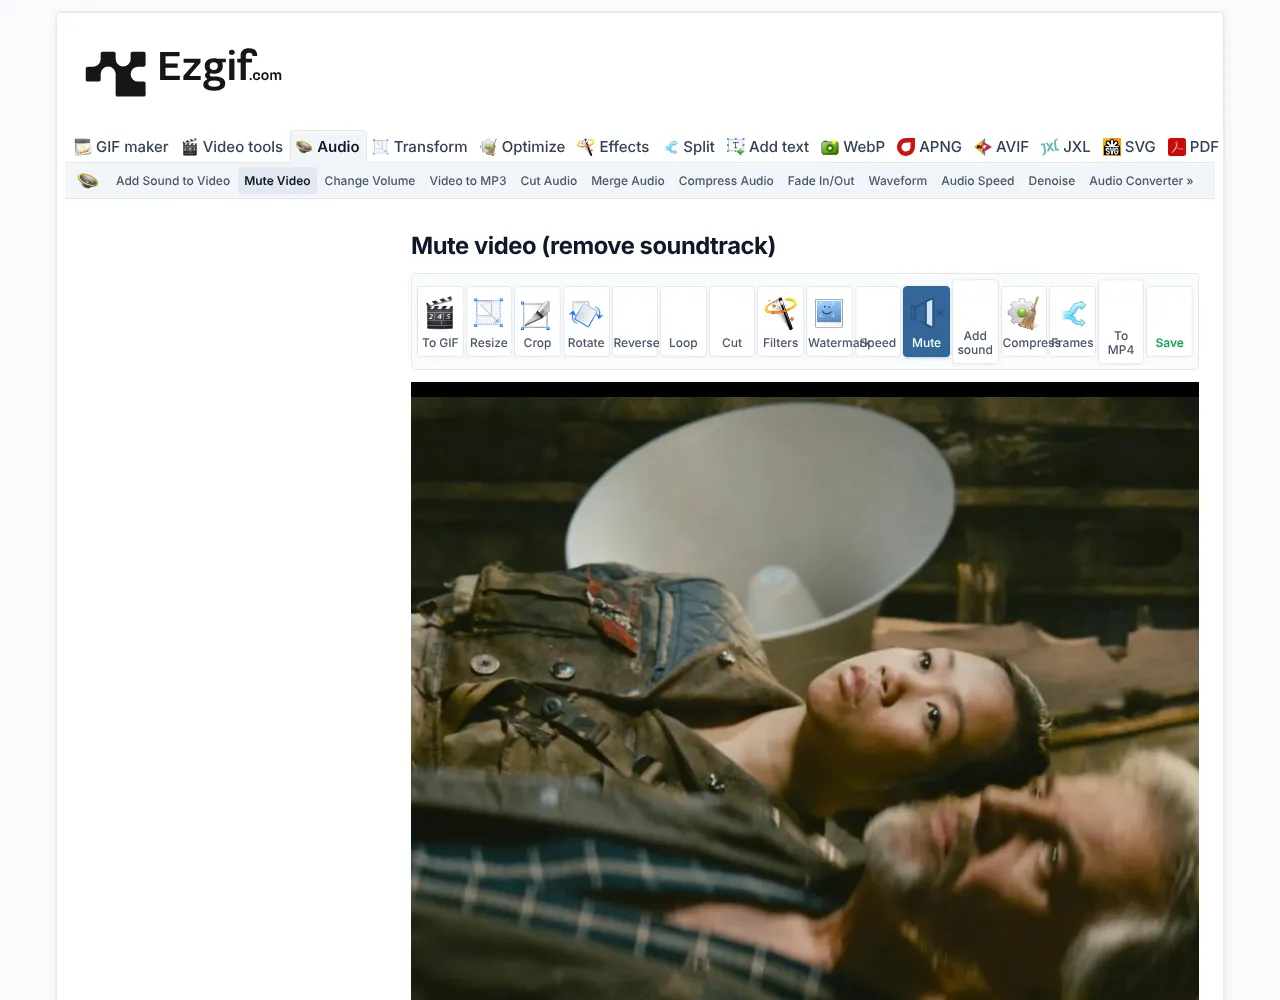 Ezgif.com
GIF maker Video tools Audio Transform Optimize Effects Split Add text WebP APNG AVIF JXL SVG PDF
Add Sound to Video Mute Video Change Volume Video to MP3 Cut Audio Merge Audio Compress Audio Fade In/Out Waveform Audio Speed Denoise Audio Converter »
Mute video (remove soundtrack)
To GIF Resize Crop Rotate Reverse Loop Cut Filters Watermark Speed Mute Add sound Compress Frames To MP4 Save